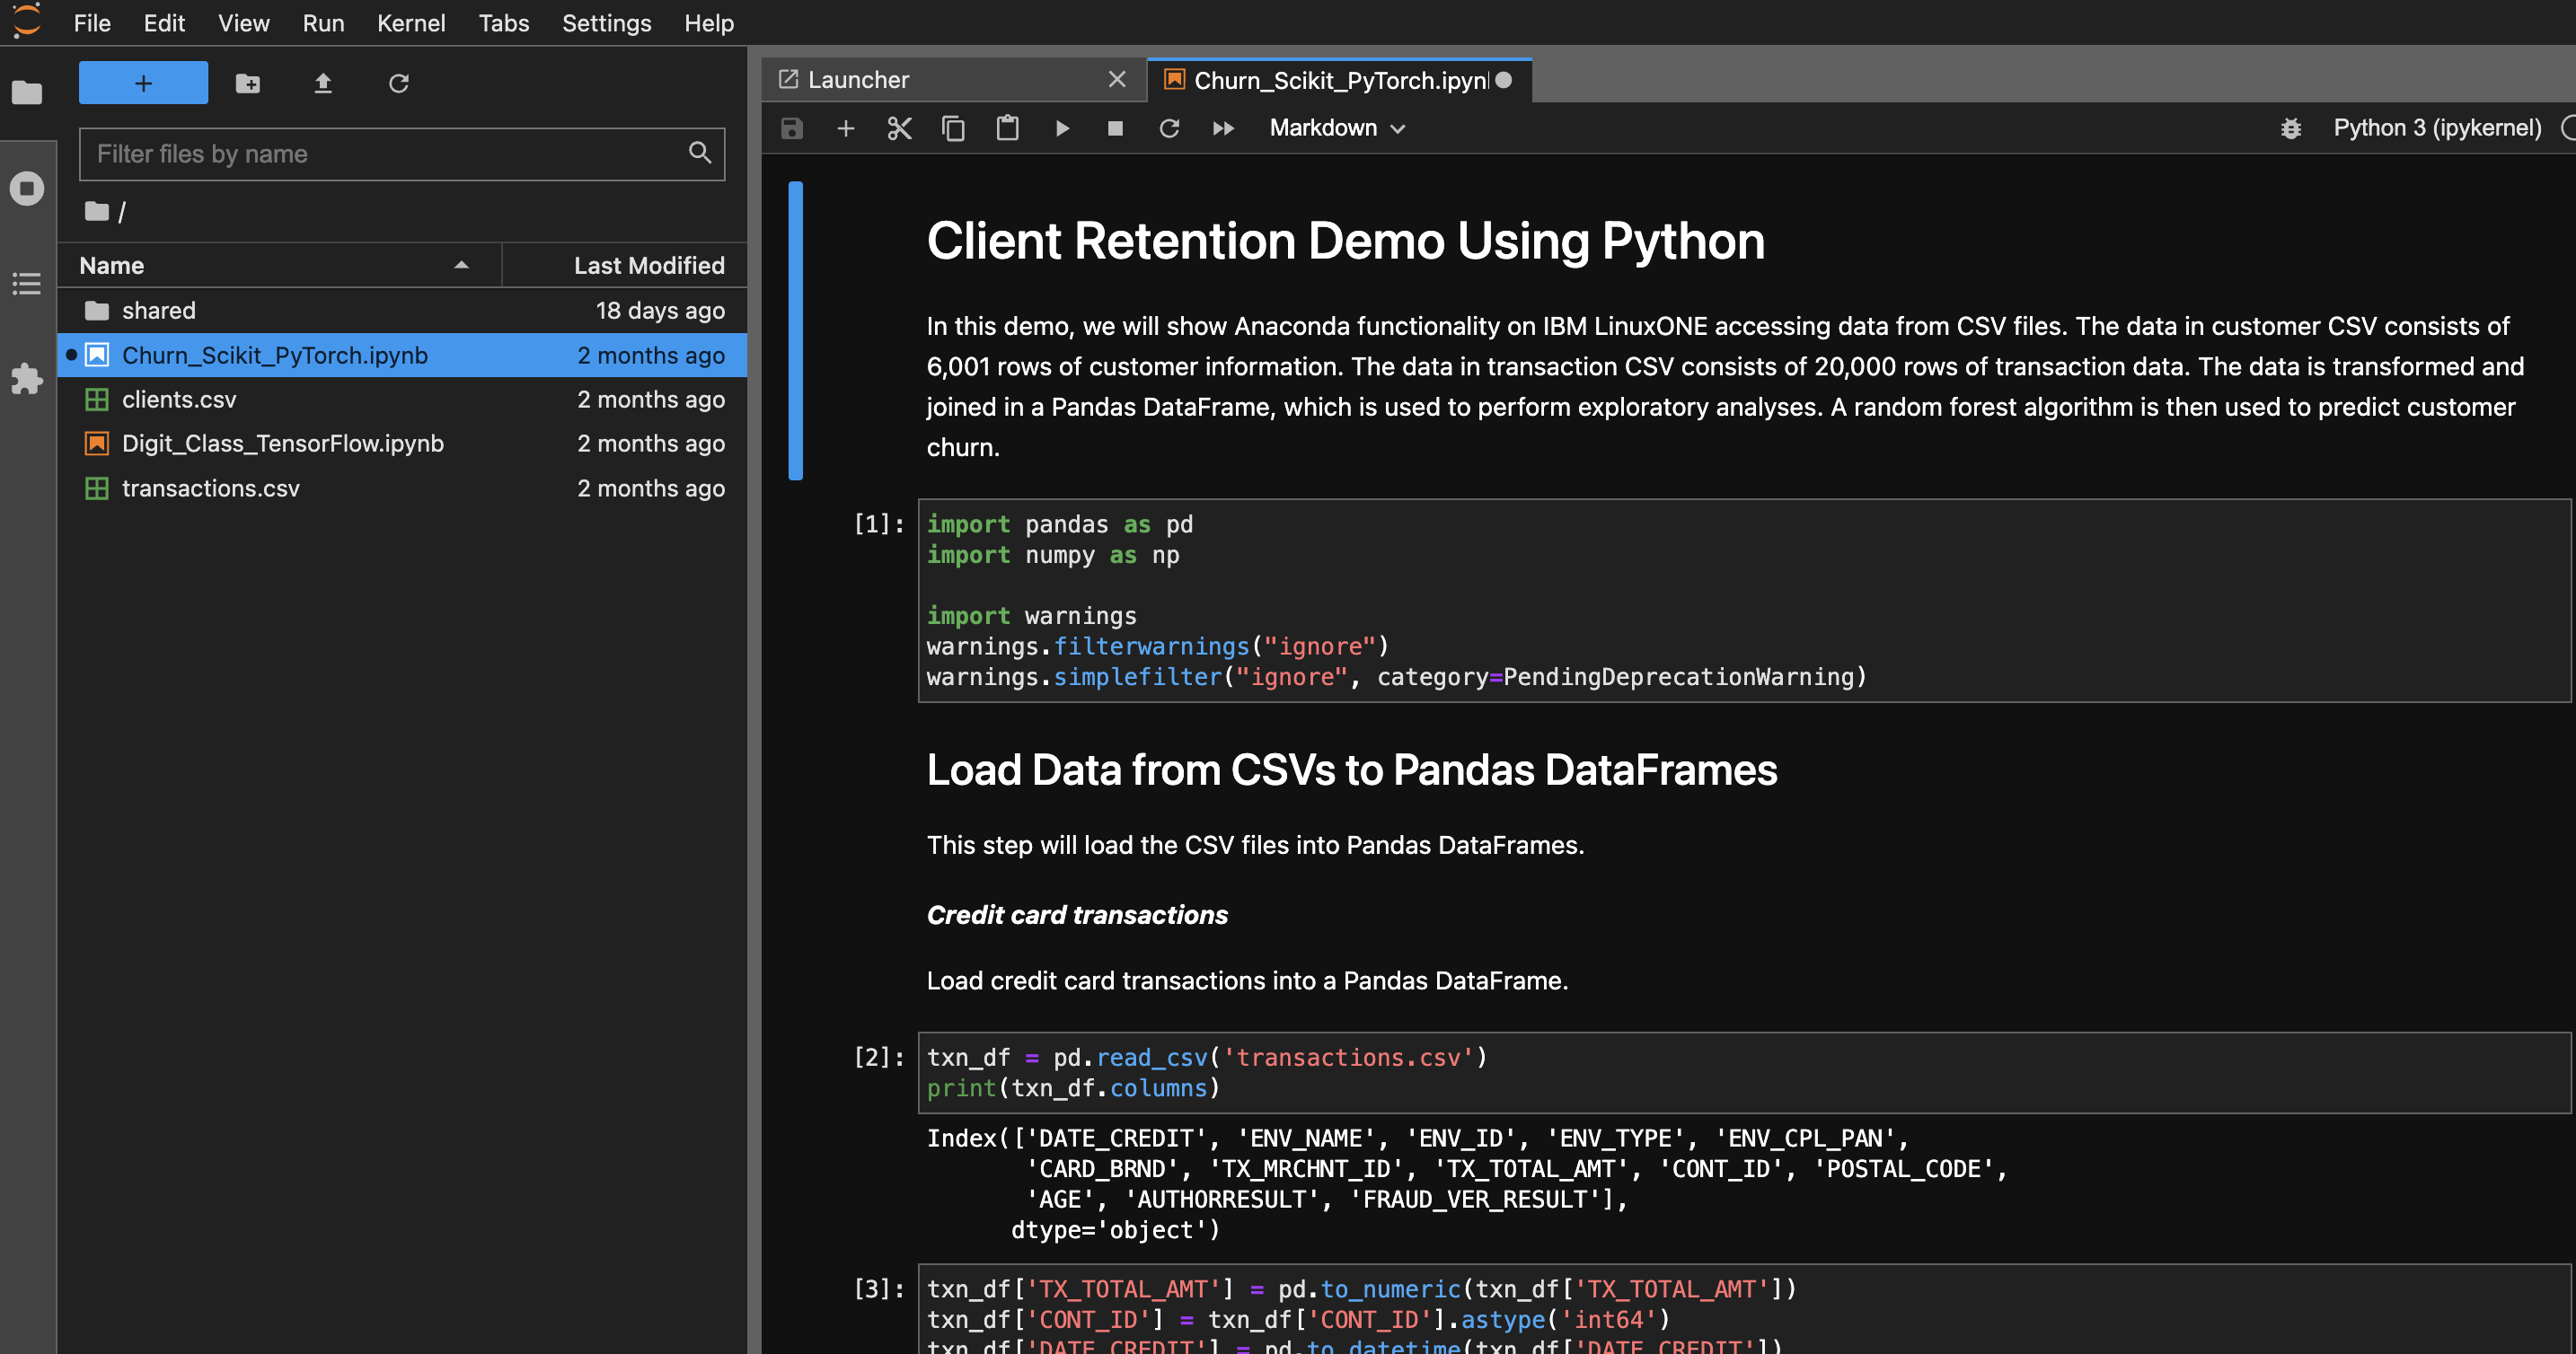 File Edit View Run Kernel Tabs Settings Help
+
Filter files by name
/
Name Last Modified
shared 18 days ago
Churn_Scikit_PyTorch.ipynb 2 months ago
clients.csv 2 months ago
Digit_Class_TensorFlow.ipynb 2 months ago
transactions.csv 2 months ago
Launcher
Churn_Scikit_PyTorch.ipyn
Markdown
Python 3 (ipykernel)
Client Retention Demo Using Python
In this demo, we will show Anaconda functionality on IBM LinuxONE accessing data from CSV files. The data in customer CSV consists of
6,001 rows of customer information. The data in transaction CSV consists of 20,000 rows of transaction data. The data is transformed and
joined in a Pandas DataFrame, which is used to perform exploratory analyses. A random forest algorithm is then used to predict customer
churn.
[1]: import pandas as pd
import numpy as np
import warnings
warnings.filterwarnings("ignore")
warnings.simplefilter("ignore", category=PendingDeprecationWarning)
Load Data from CSVs to Pandas DataFrames
This step will load the CSV files into Pandas DataFrames.
Credit card transactions
Load credit card transactions into a Pandas DataFrame.
[2]: txn_df = pd.read_csv('transactions.csv')
print(txn_df.columns)
Index(['DATE_CREDIT', 'ENV_NAME', 'ENV_ID', 'ENV_TYPE', 'ENV_CPL_PAN',
'CARD_BRND', 'TX_MRCHNT_ID', 'TX_TOTAL_AMT', 'CONT_ID', 'POSTAL_CODE',
'AGE', 'AUTHORRESULT', 'FRAUD_VER_RESULT'],
dtype='object')
[3]: txn_df['TX_TOTAL_AMT'] = pd.to_numeric(txn_df['TX_TOTAL_AMT'])
txn_df['CONT_ID'] = txn_df['CONT_ID'].astype('int64')
txn_df['DATE_CREDIT'] = pd.to_datetime(txn_df['DATE_CREDIT'])